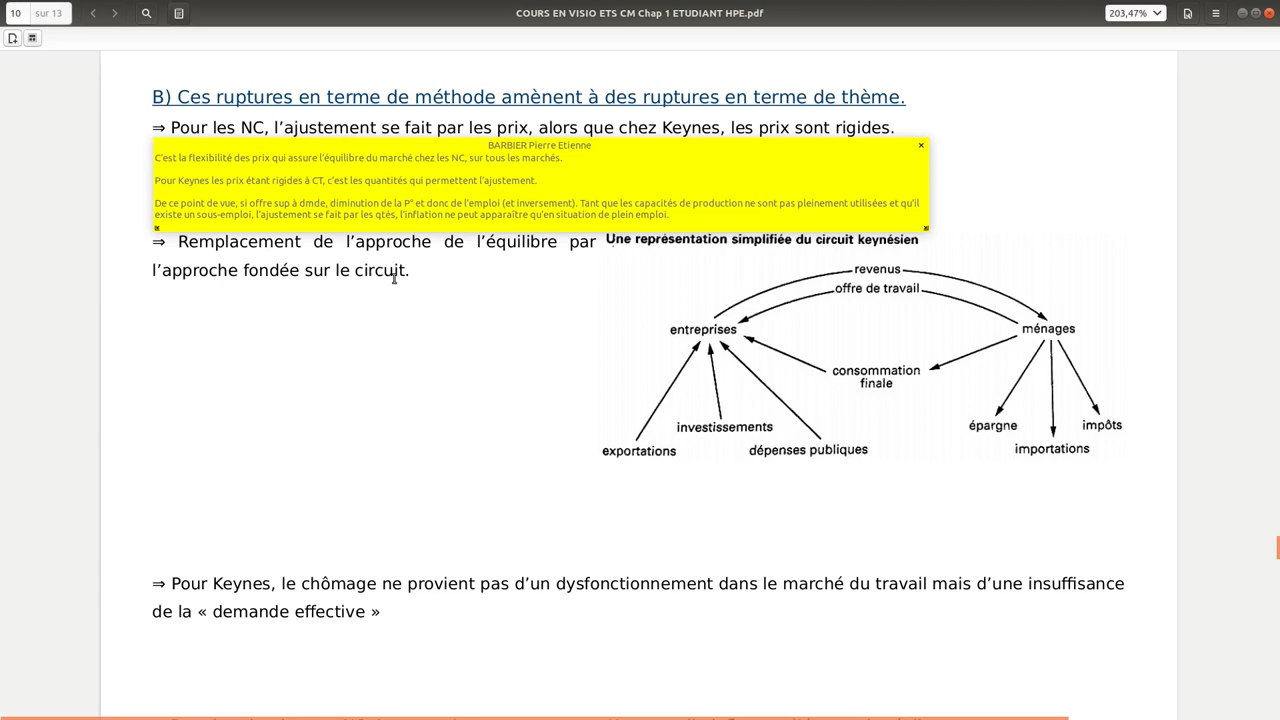 10 sur 13
COURS EN VISIO ETS CM Chap 1 ETUDIANT HPE.pdf
203,47%
B) Ces ruptures en terme de méthode amènent à des ruptures en terme de thème.
⇒ Pour les NC, l’ajustement se fait par les prix, alors que chez Keynes, les prix sont rigides.
BARBIER Pierre Etienne
C'est la flexibilité des prix qui assure l'équilibre du marché chez les NC, sur tous les marchés.
Pour Keynes les prix étant rigides à CT, c'est les quantités qui permettent l'ajustement.
De ce point de vue, si offre sup à dmde, diminution de la P° et donc de l'emploi (et inversement). Tant que les capacités de production ne sont pas pleinement utilisées et qu'il
existe un sous-emploi, l'ajustement se fait par les qtés, l'inflation ne peut apparaître qu'en situation de plein emploi.
⇒ Remplacement de l’approche de l’équilibre par
l’approche fondée sur le circuit.
Une représentation simplifiée du circuit keynésien
revenus
offre de travail
entreprises
ménages
consommation
finale
investissements
épargne
impôts
exportations
dépenses publiques
importations
⇒ Pour Keynes, le chômage ne provient pas d’un dysfonctionnement dans le marché du travail mais d’une insuffisance
de la « demande effective »